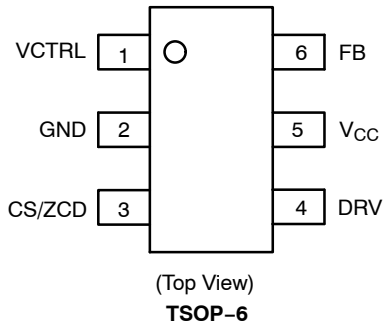 VCTRL 1 6 FB
GND 2 5 VCC
CS/ZCD 3 4 DRV
(Top View)
TSOP−6